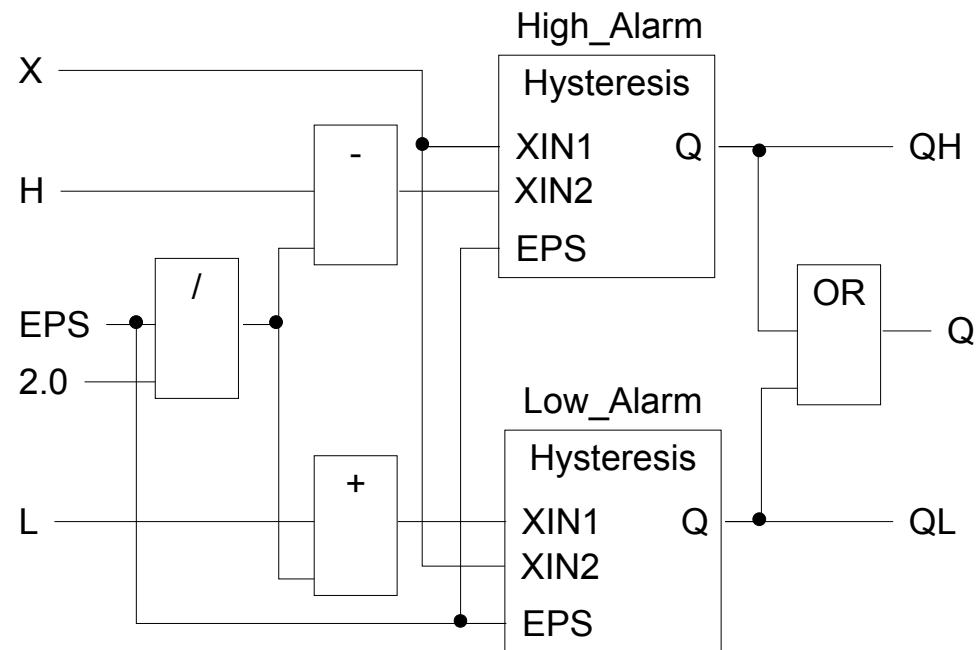 High_Alarm
X
Hysteresis
-
XIN1 Q
QH
H
XIN2
EPS
/
OR
EPS
Q
2.0
Low_Alarm
Hysteresis
+
L
XIN1 Q
QL
XIN2
EPS